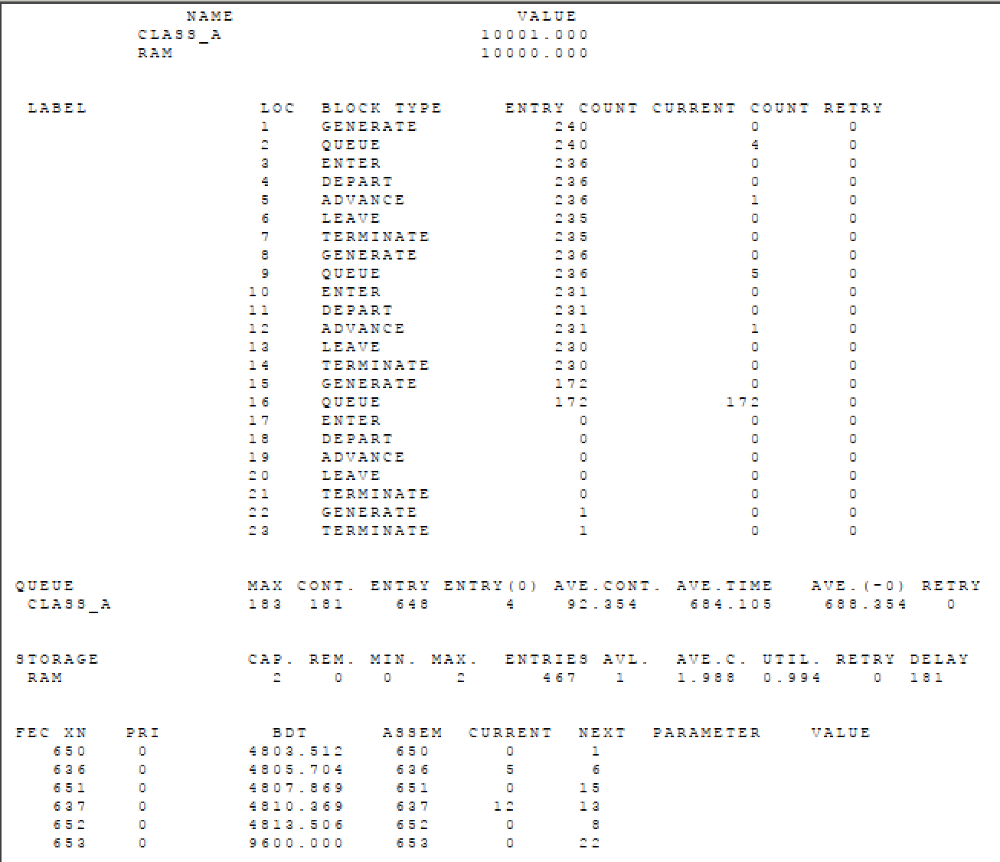 NAME VALUE
CLASS_A 10001.000
RAM 10000.000
LABEL LOC BLOCK TYPE ENTRY COUNT CURRENT COUNT RETRY
1 GENERATE 240 0 0
2 QUEUE 240 4 0
3 ENTER 236 0 0
4 DEPART 236 0 0
5 ADVANCE 236 1 0
6 LEAVE 235 0 0
7 TERMINATE 235 0 0
8 GENERATE 236 0 0
9 QUEUE 236 5 0
10 ENTER 231 0 0
11 DEPART 231 0 0
12 ADVANCE 231 1 0
13 LEAVE 230 0 0
14 TERMINATE 230 0 0
15 GENERATE 172 0 0
16 QUEUE 172 172 0
17 ENTER 0 0 0
18 DEPART 0 0 0
19 ADVANCE 0 0 0
20 LEAVE 0 0 0
21 TERMINATE 0 0 0
22 GENERATE 1 0 0
23 TERMINATE 1 0 0
QUEUE MAX CONT. ENTRY ENTRY(0) AVE.CONT. AVE.TIME AVE.(-0) RETRY
CLASS_A 183 181 648 4 92.354 684.105 688.354 0
STORAGE CAP. REM. MIN. MAX. ENTRIES AVL. AVE.C. UTIL. RETRY DELAY
RAM 2 0 0 2 467 1 1.988 0.994 0 181
FEC XN PRI BDT ASSEM CURRENT NEXT PARAMETER VALUE
650 0 4803.512 650 0 1
636 0 4805.704 636 5 6
651 0 4807.869 651 0 15
637 0 4810.369 637 12 13
652 0 4813.506 652 0 8
653 0 9600.000 653 0 22